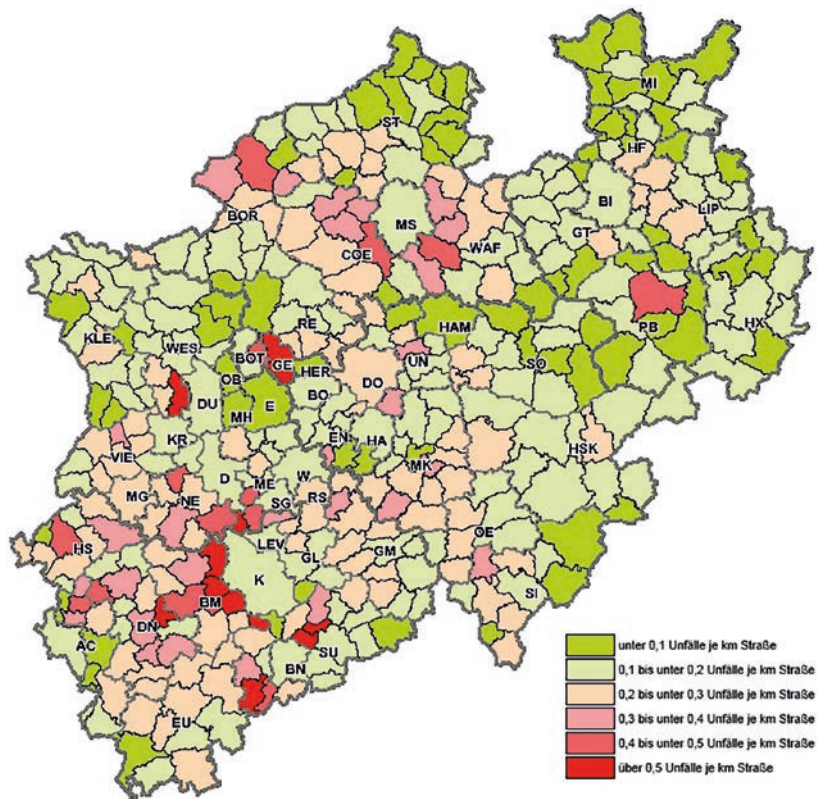 MI
ST
HF
BI
LIP
BOR
MS
GT
COE
WAF
PB
HX
RE
HAM
KLE
WES
BOT
GE
UN
SO
OB
HER
DO
DU
BO
MH
E
EN
HA
KR
HSK
VIE
MK
D
ME
W
MG
NE
SG
RS
HS
LEV
GL
GM
OE
K
SI
BM
DN
AC
SU
BN
EU
unter 0,1 Unfälle je km Straße
0,1 bis unter 0,2 Unfälle je km Straße
0,2 bis unter 0,3 Unfälle je km Straße
0,3 bis unter 0,4 Unfälle je km Straße
0,4 bis unter 0,5 Unfälle je km Straße
über 0,5 Unfälle je km Straße